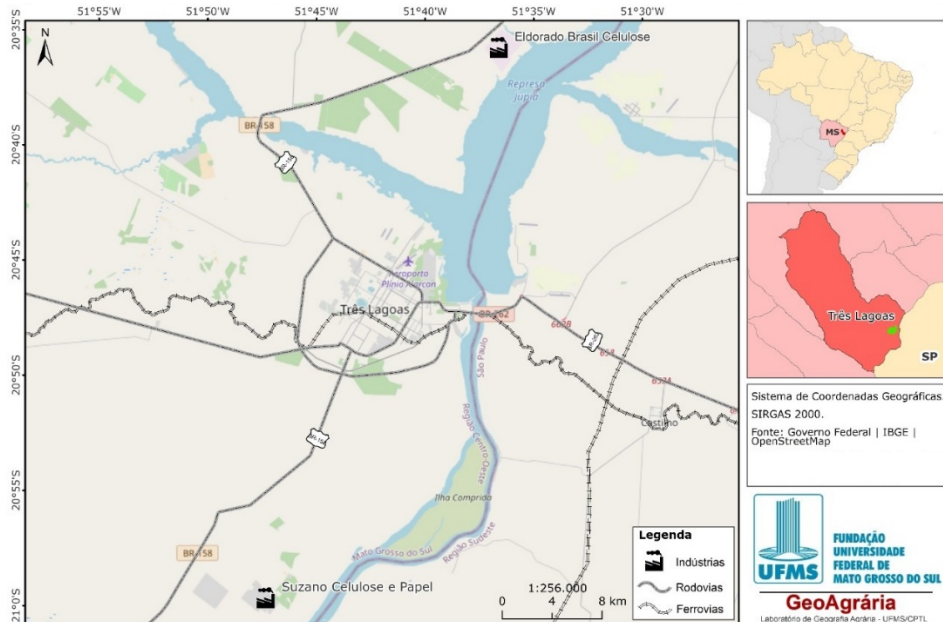 51°55'W 51°50'W 51°45'W 51°40'W 51°35'W 51°30'W
20°35'S
20°40'S
20°45'S
20°50'S
20°55'S
21°0'S
N
Eldorado Brasil Celulose
Represa
Jupiá
BR-158
BR-158
Aeroporto
Plínio Alarcon
Três Lagoas
BR-262
São Paulo
Castilho
Região Centro Oeste
Ilha Comprida
BR-158
Mato Grosso do Sul
Região Sudeste
Suzano Celulose e Papel
1:256.000
0 4 8 km
Legenda
Indústrias
Rodovias
Ferrovias
MS
Três Lagoas
SP
Sistema de Coordenadas Geográficas
SIRGAS 2000.
Fonte: Governo Federal | IBGE |
OpenStreetMap
UFMS
FUNDAÇÃO
UNIVERSIDADE
FEDERAL DE
MATO GROSSO DO SUL
GeoAgrária
Laboratório de Geografia Agrária - UFMS/CPTL